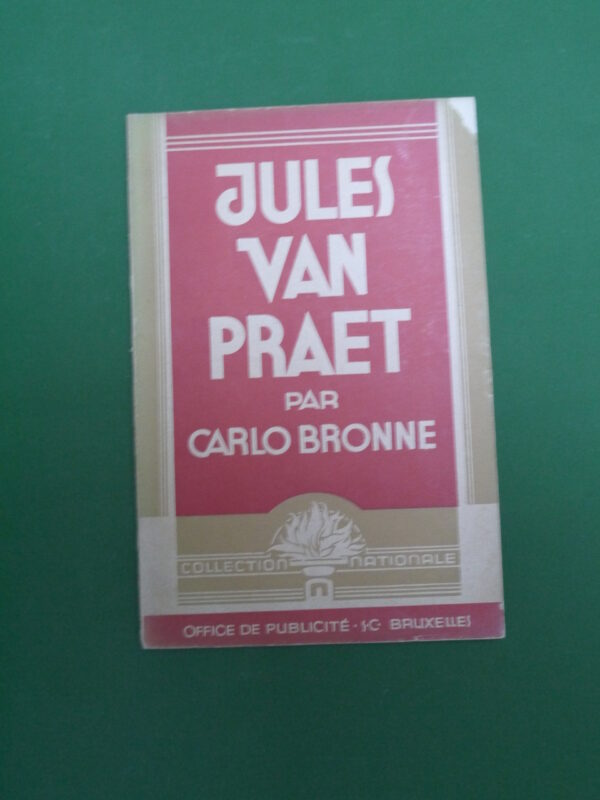 JULES
VAN
PRAET
PAR
CARLO BRONNE
COLLECTION NATIONALE
n
OFFICE DE PUBLICITÉ · S·C· BRUXELLES